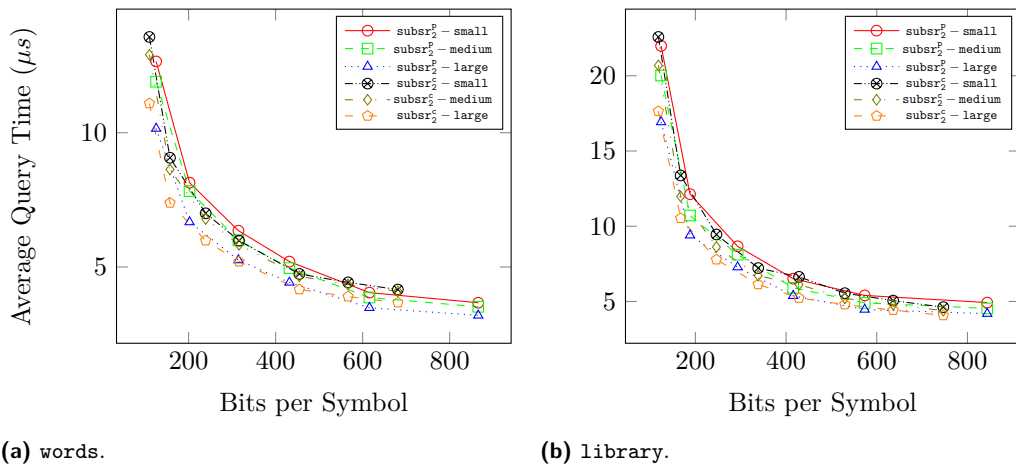 Average Query Time (μs)
10
5
200 400 600 800
Bits per Symbol
subsr₂ᴾ − small
subsr₂ᴾ − medium
subsr₂ᴾ − large
subsr₂ᶜ − small
subsr₂ᶜ − medium
subsr₂ᶜ − large
(a) words.
20
15
10
5
200 400 600 800
Bits per Symbol
subsr₂ᴾ − small
subsr₂ᴾ − medium
subsr₂ᴾ − large
subsr₂ᶜ − small
subsr₂ᶜ − medium
subsr₂ᶜ − large
(b) library.